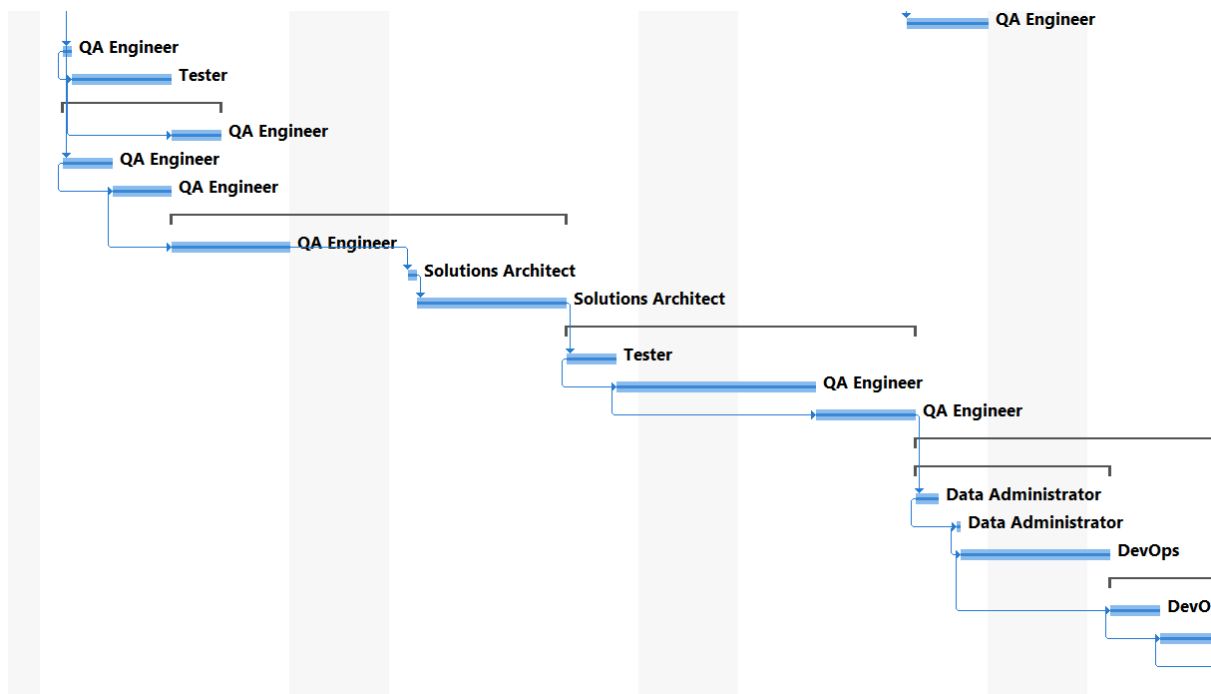 QA Engineer
QA Engineer
Tester
QA Engineer
QA Engineer
QA Engineer
QA Engineer
Solutions Architect
Solutions Architect
Tester
QA Engineer
QA Engineer
Data Administrator
Data Administrator
DevOps
DevO